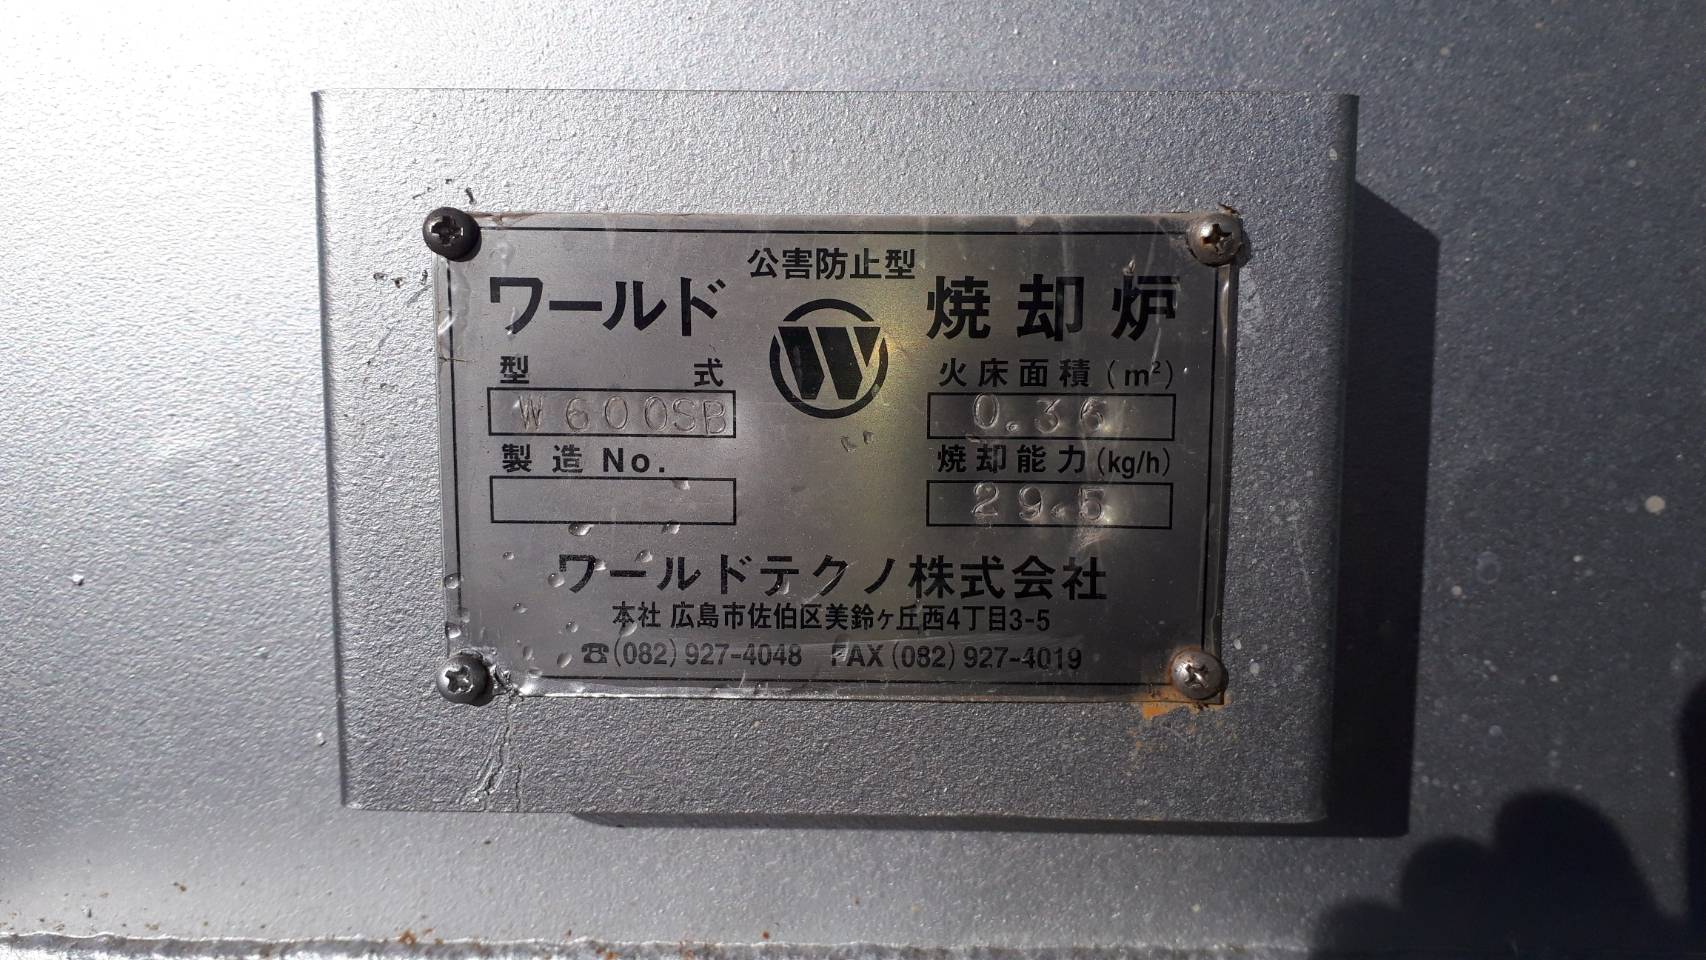 公害防止型
ワールド W 焼却炉
型式
W600SB
火床面積(m²)
0.36
製造No.
焼却能力(kg/h)
29.5
ワールドテクノ株式会社
本社 広島市佐伯区美鈴ヶ丘西4丁目3-5
☎(082)927-4048 FAX(082)927-4019